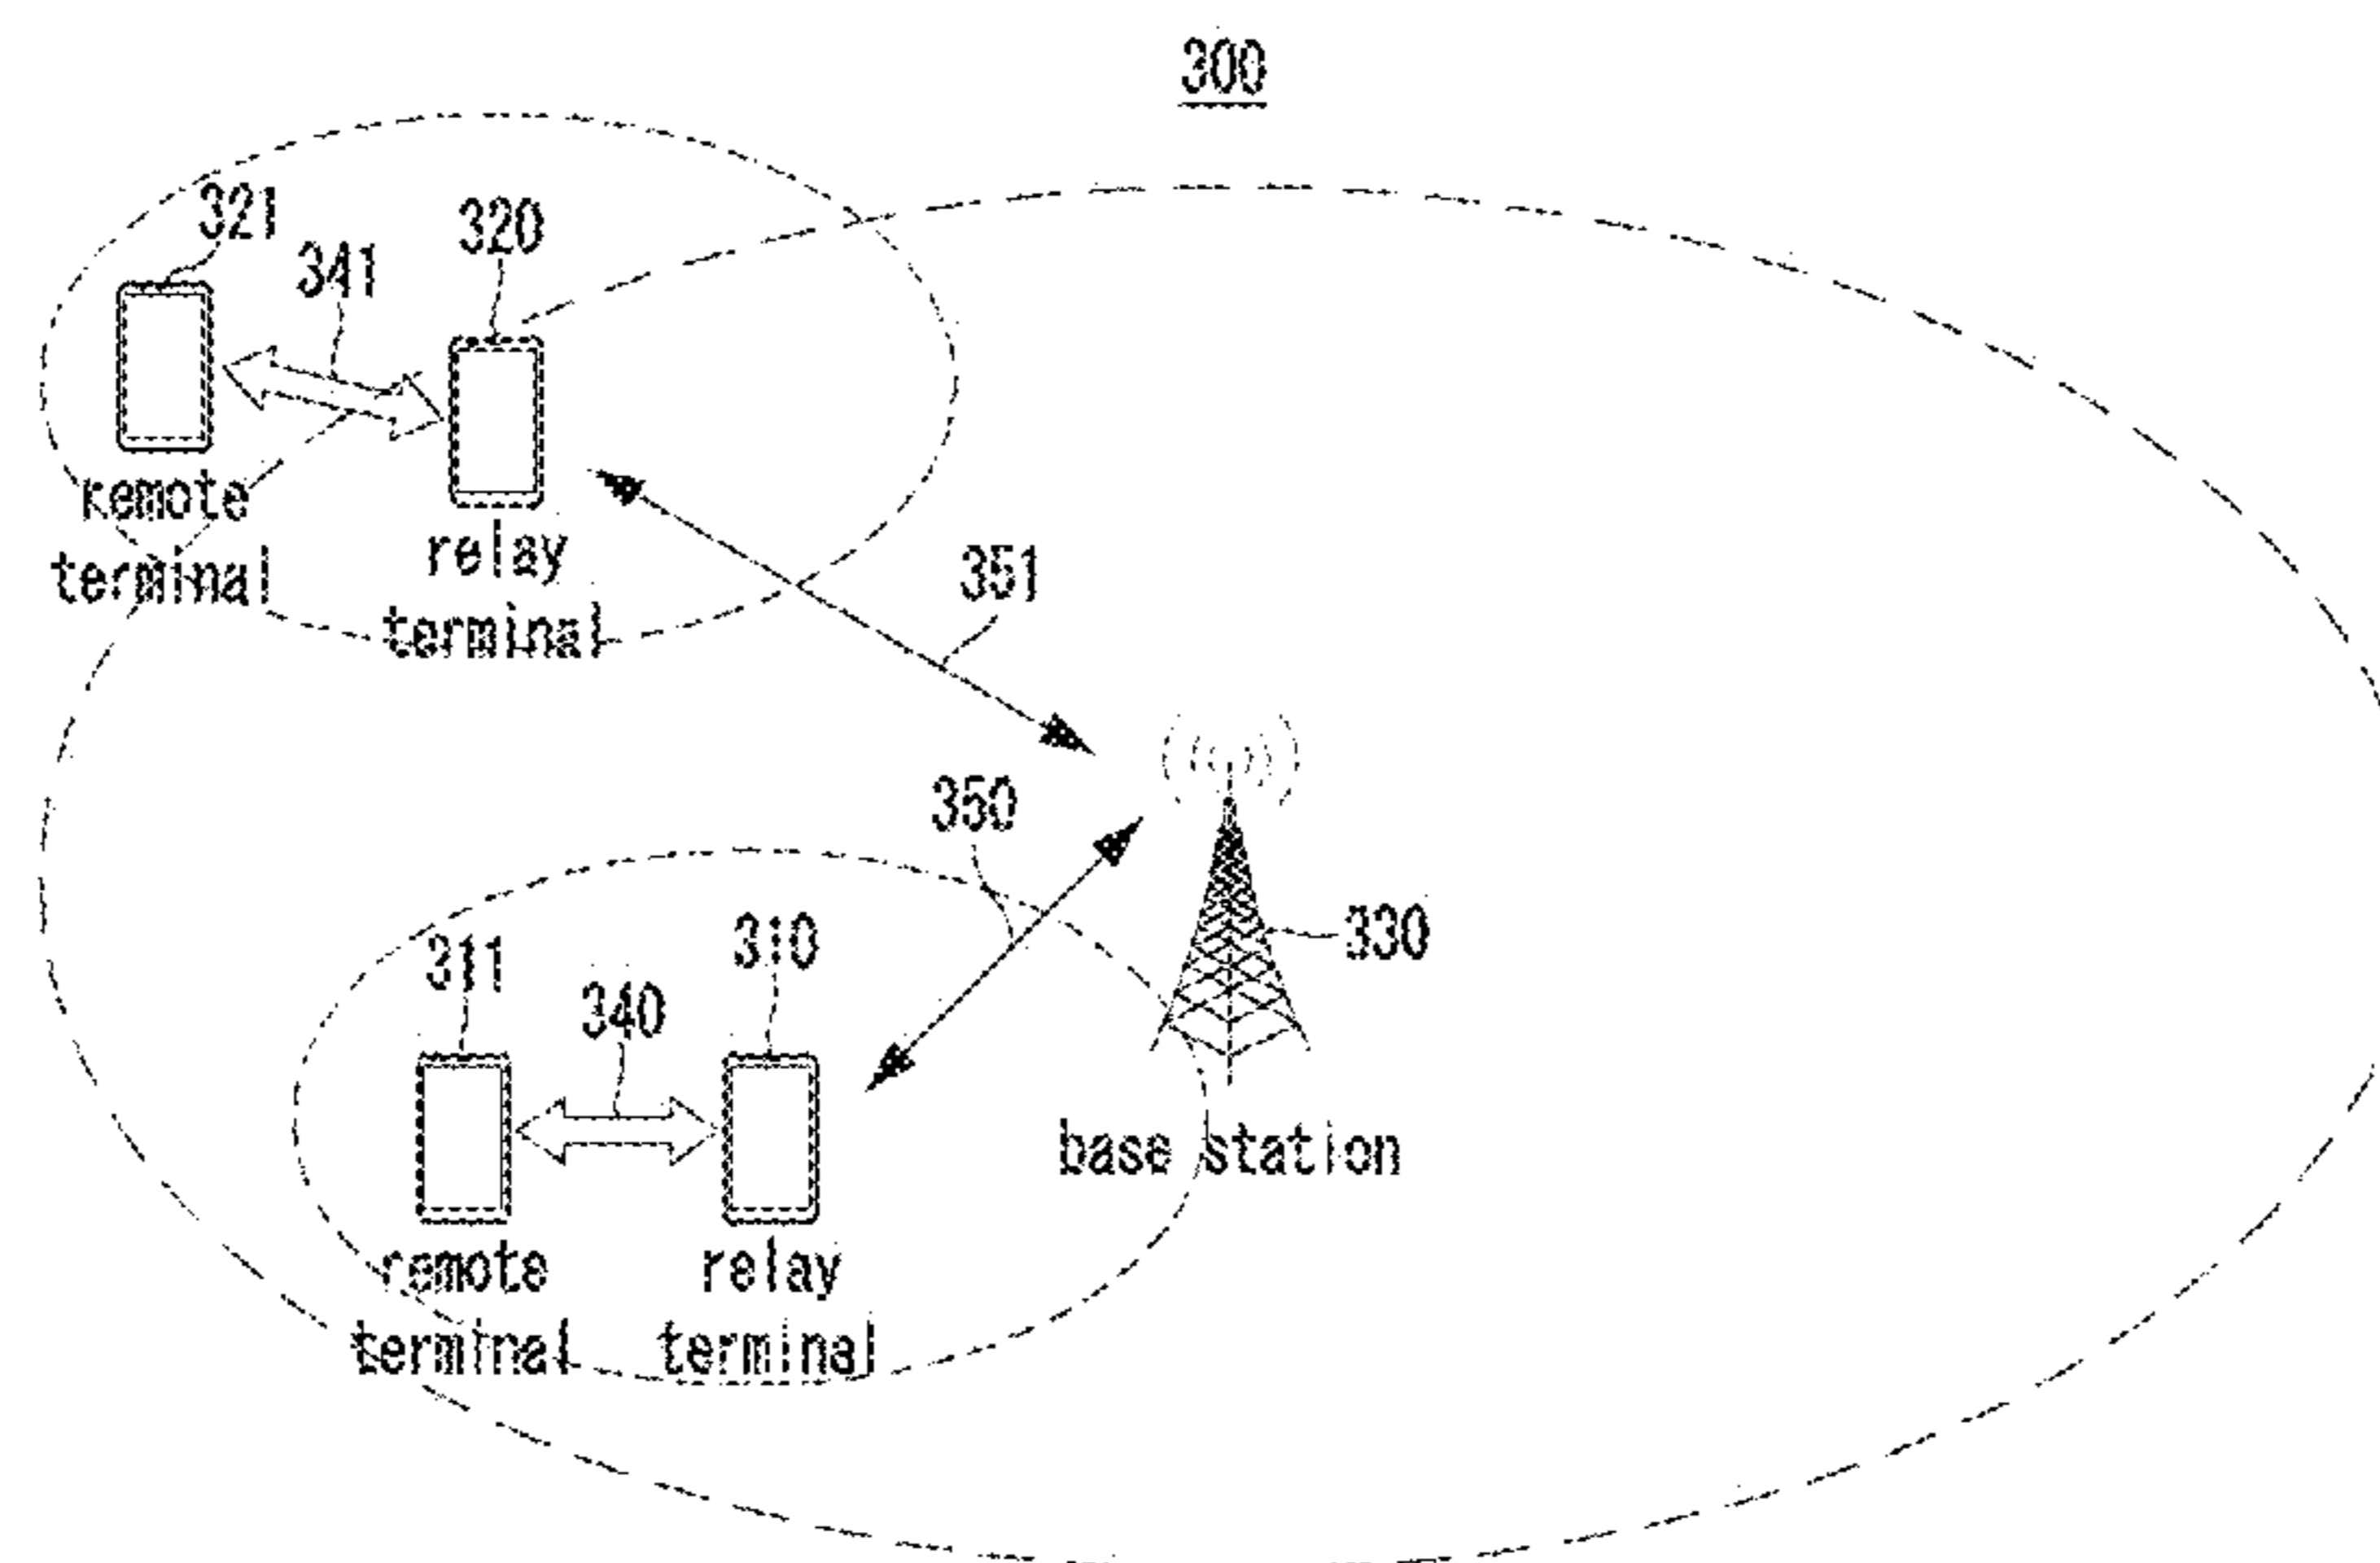 300
321
341
320
remote
terminal
relay
terminal
351
350
330
311
340
310
base station
remote
terminal
relay
terminal